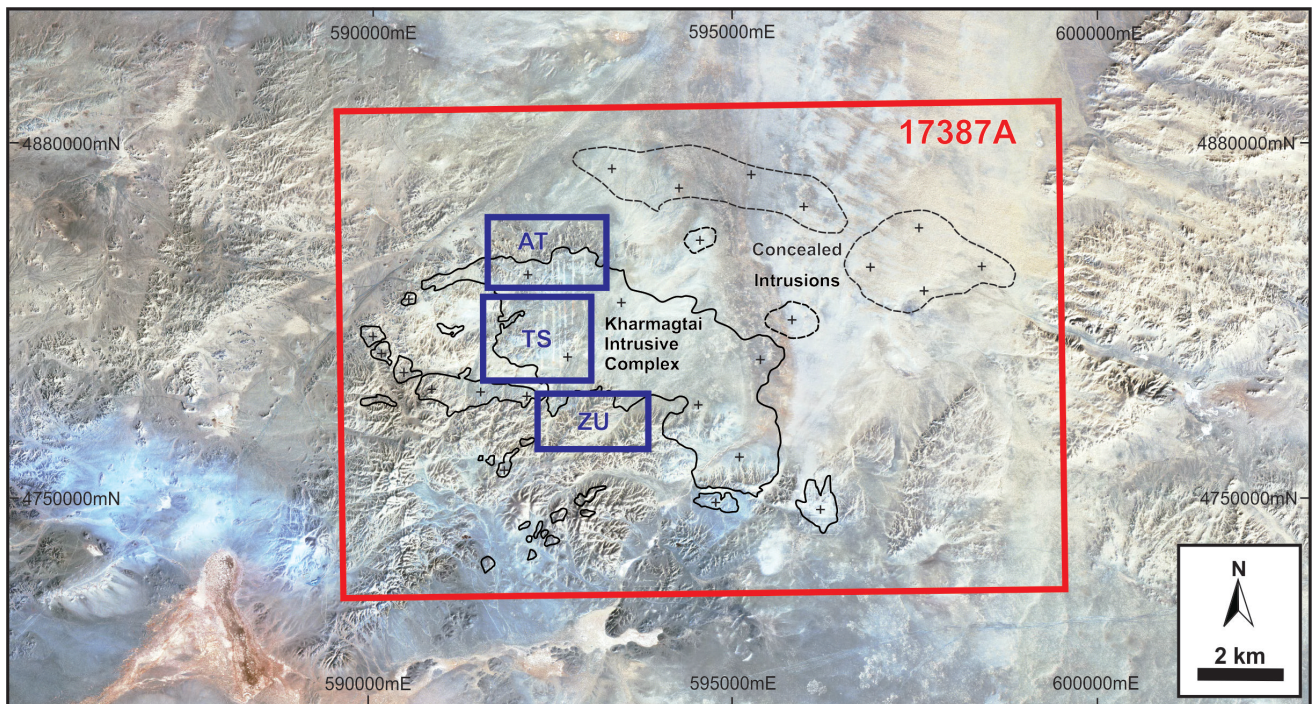 590000mE
595000mE
600000mE
4880000mN
4880000mN
17387A
AT
Concealed
Intrusions
TS
Kharmagtai
Intrusive
Complex
ZU
4750000mN
4750000mN
N
2 km
590000mE
595000mE
600000mE